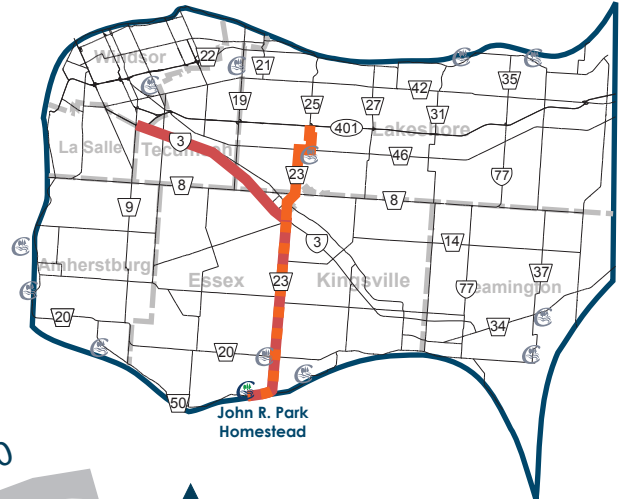 Windsor
22
21
35
42
19
25
27
31
401
Lakeshore
La Salle
Tecumseh
3
46
23
77
8
8
9
3
14
Amherstburg
Essex
23
Kingsville
37
77
Leamington
20
34
20
50
John R. Park
Homestead